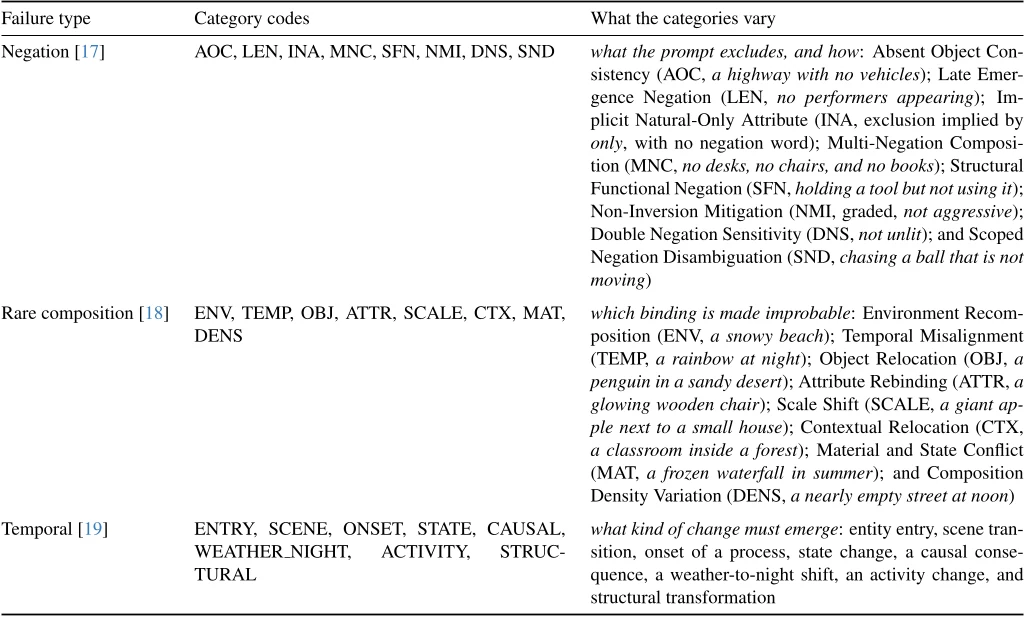 Failure type Category codes What the categories vary
Negation [17] AOC, LEN, INA, MNC, SFN, NMI, DNS, SND what the prompt excludes, and how: Absent Object Con-
sistency (AOC, a highway with no vehicles); Late Emer-
gence Negation (LEN, no performers appearing); Im-
plicit Natural-Only Attribute (INA, exclusion implied by
only, with no negation word); Multi-Negation Composi-
tion (MNC, no desks, no chairs, and no books); Structural
Functional Negation (SFN, holding a tool but not using it);
Non-Inversion Mitigation (NMI, graded, not aggressive);
Double Negation Sensitivity (DNS, not unlit); and Scoped
Negation Disambiguation (SND, chasing a ball that is not
moving)
Rare composition [18] ENV, TEMP, OBJ, ATTR, SCALE, CTX, MAT, which binding is made improbable: Environment Recom-
DENS position (ENV, a snowy beach); Temporal Misalignment
(TEMP, a rainbow at night); Object Relocation (OBJ, a
penguin in a sandy desert); Attribute Rebinding (ATTR, a
glowing wooden chair); Scale Shift (SCALE, a giant ap-
ple next to a small house); Contextual Relocation (CTX,
a classroom inside a forest); Material and State Conflict
(MAT, a frozen waterfall in summer); and Composition
Density Variation (DENS, a nearly empty street at noon)
Temporal [19] ENTRY, SCENE, ONSET, STATE, CAUSAL, what kind of change must emerge: entity entry, scene tran-
WEATHER_NIGHT, ACTIVITY, STRUC- sition, onset of a process, state change, a causal conse-
TURAL quence, a weather-to-night shift, an activity change, and
structural transformation